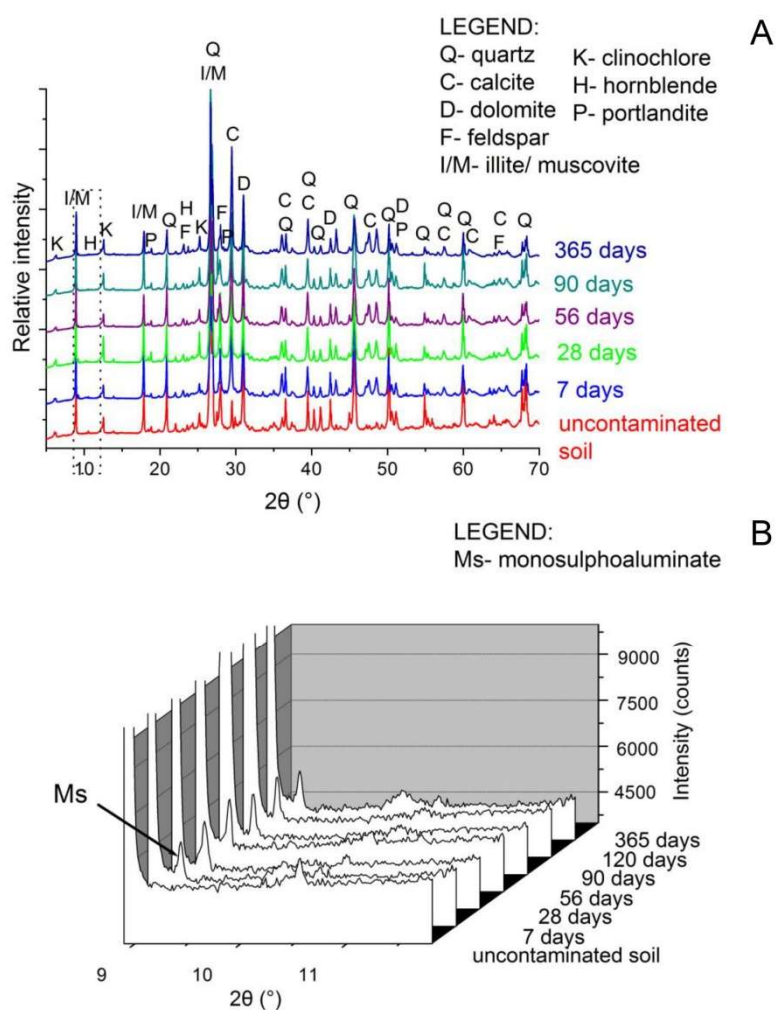 A
LEGEND:
Q- quartz K- clinochlore
C- calcite H- hornblende
D- dolomite P- portlandite
F- feldspar
I/M- illite/ muscovite
Relative intensity
Q
I/M
C
D
I/M
I/M
K
H
K
P
Q
H
F
K
F
P
C
Q
Q
C
Q
D
Q
C
Q
D
P
Q
Q
C
Q
C
C
F
Q
365 days
90 days
56 days
28 days
7 days
uncontaminated
soil
10 20 30 40 50 60 70
2θ (°)
B
LEGEND:
Ms- monosulphoaluminate
9000
7500
6000
4500
Intensity (counts)
Ms
365 days
120 days
90 days
56 days
28 days
7 days
uncontaminated soil
9 10 11
2θ (°)